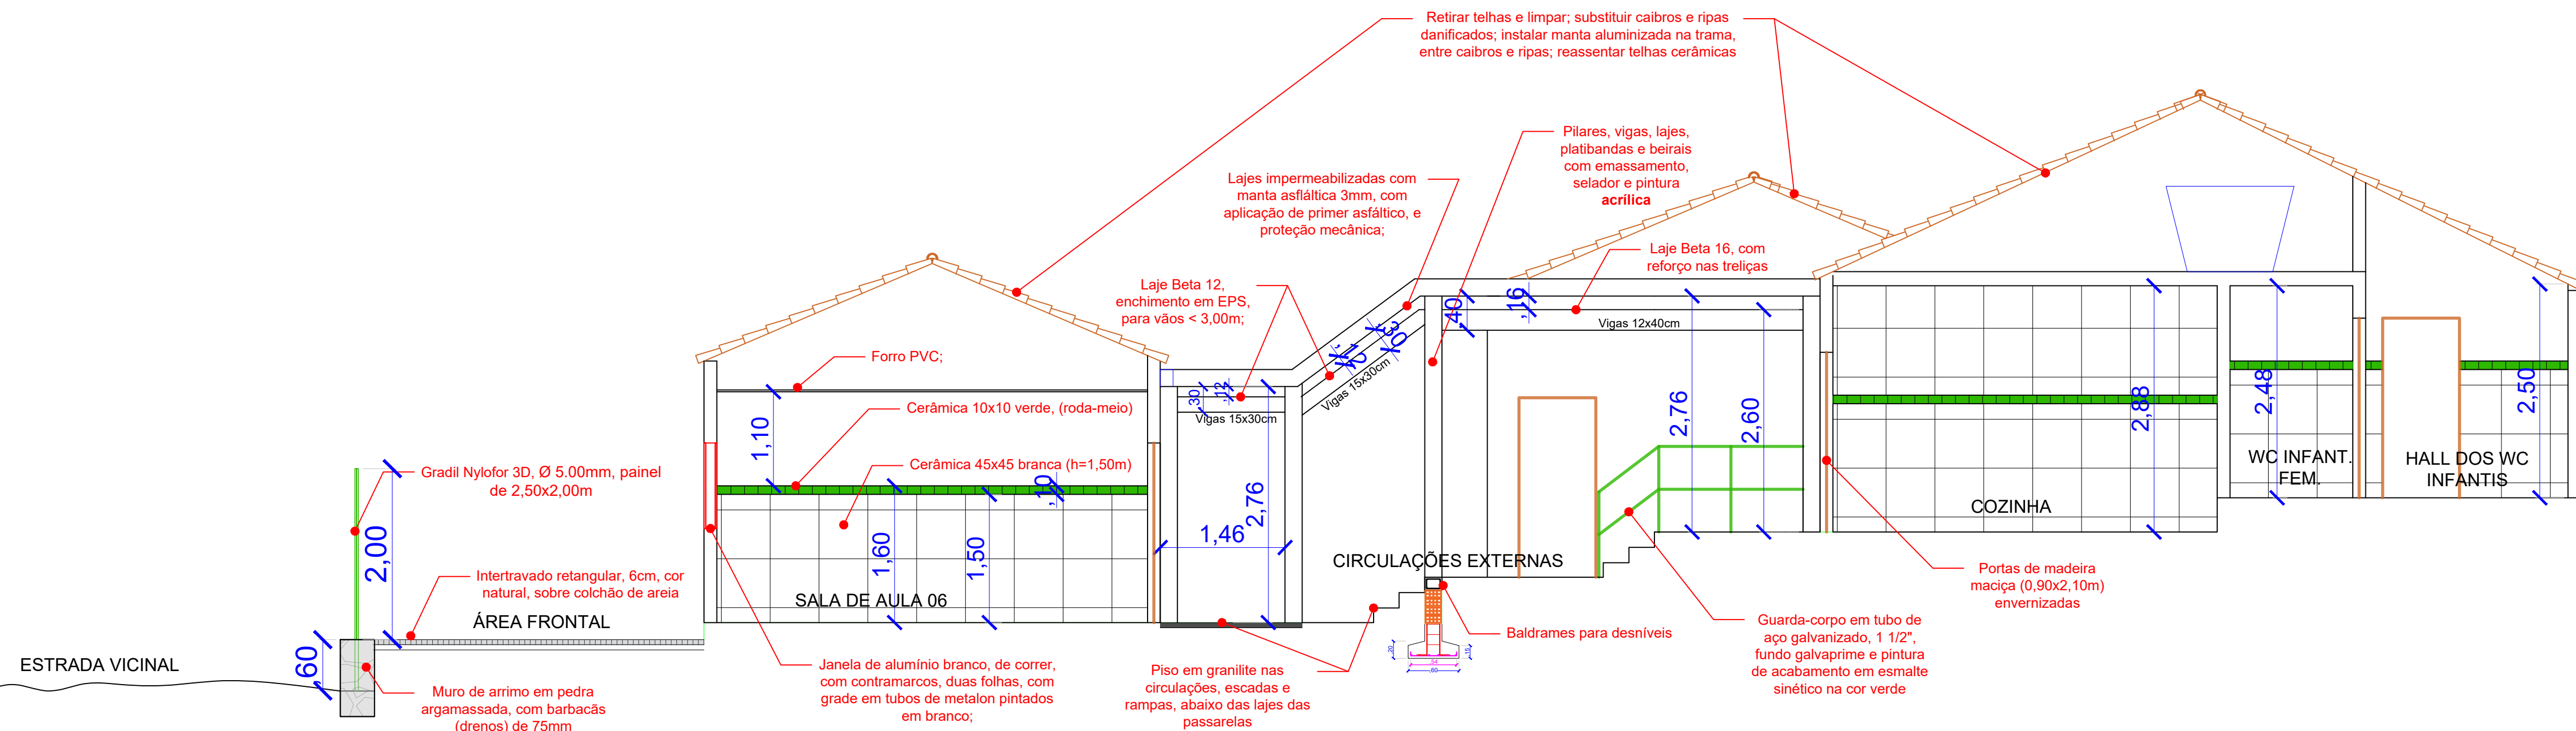 Retirar telhas e limpar; substituir caibros e ripas
danificados; instalar manta aluminizada na trama,
entre caibros e ripas; reassentar telhas cerâmicas
Pilares, vigas, lajes,
platibandas e beirais
com emassamento,
selador e pintura
acrílica
Lajes impermeabilizadas com
manta asfláltica 3mm, com
aplicação de primer asfáltico, e
proteção mecânica;
Laje Beta 16, com
reforço nas treliças
Laje Beta 12,
enchimento em EPS,
para vãos < 3,00m;
,40
,16
Vigas 12x40cm
Vigas 15x30cm
Forro PVC;
,30
,12
Vigas 15x30cm
Cerâmica 10x10 verde, (roda-meio)
1,10
Cerâmica 45x45 branca (h=1,50m)
,10
1,60
1,50
SALA DE AULA 06
2,76
1,46
2,76
2,60
2,88
2,48
2,50
WC INFANT.
FEM.
HALL DOS WC
INFANTIS
COZINHA
CIRCULAÇÕES EXTERNAS
Gradil Nylofor 3D, Ø 5.00mm, painel
de 2,50x2,00m
2,00
Intertravado retangular, 6cm, cor
natural, sobre colchão de areia
ÁREA FRONTAL
ESTRADA VICINAL
,60
Muro de arrimo em pedra
argamassada, com barbacãs
(drenos) de 75mm
Janela de alumínio branco, de correr,
com contramarcos, duas folhas, com
grade em tubos de metalon pintados
em branco;
Piso em granilite nas
circulações, escadas e
rampas, abaixo das lajes das
passarelas
Baldrames para desníveis
,20
,15
,54
,60
Guarda-corpo em tubo de
aço galvanizado, 1 1/2",
fundo galvaprime e pintura
de acabamento em esmalte
sinético na cor verde
Portas de madeira
maciça (0,90x2,10m)
envernizadas